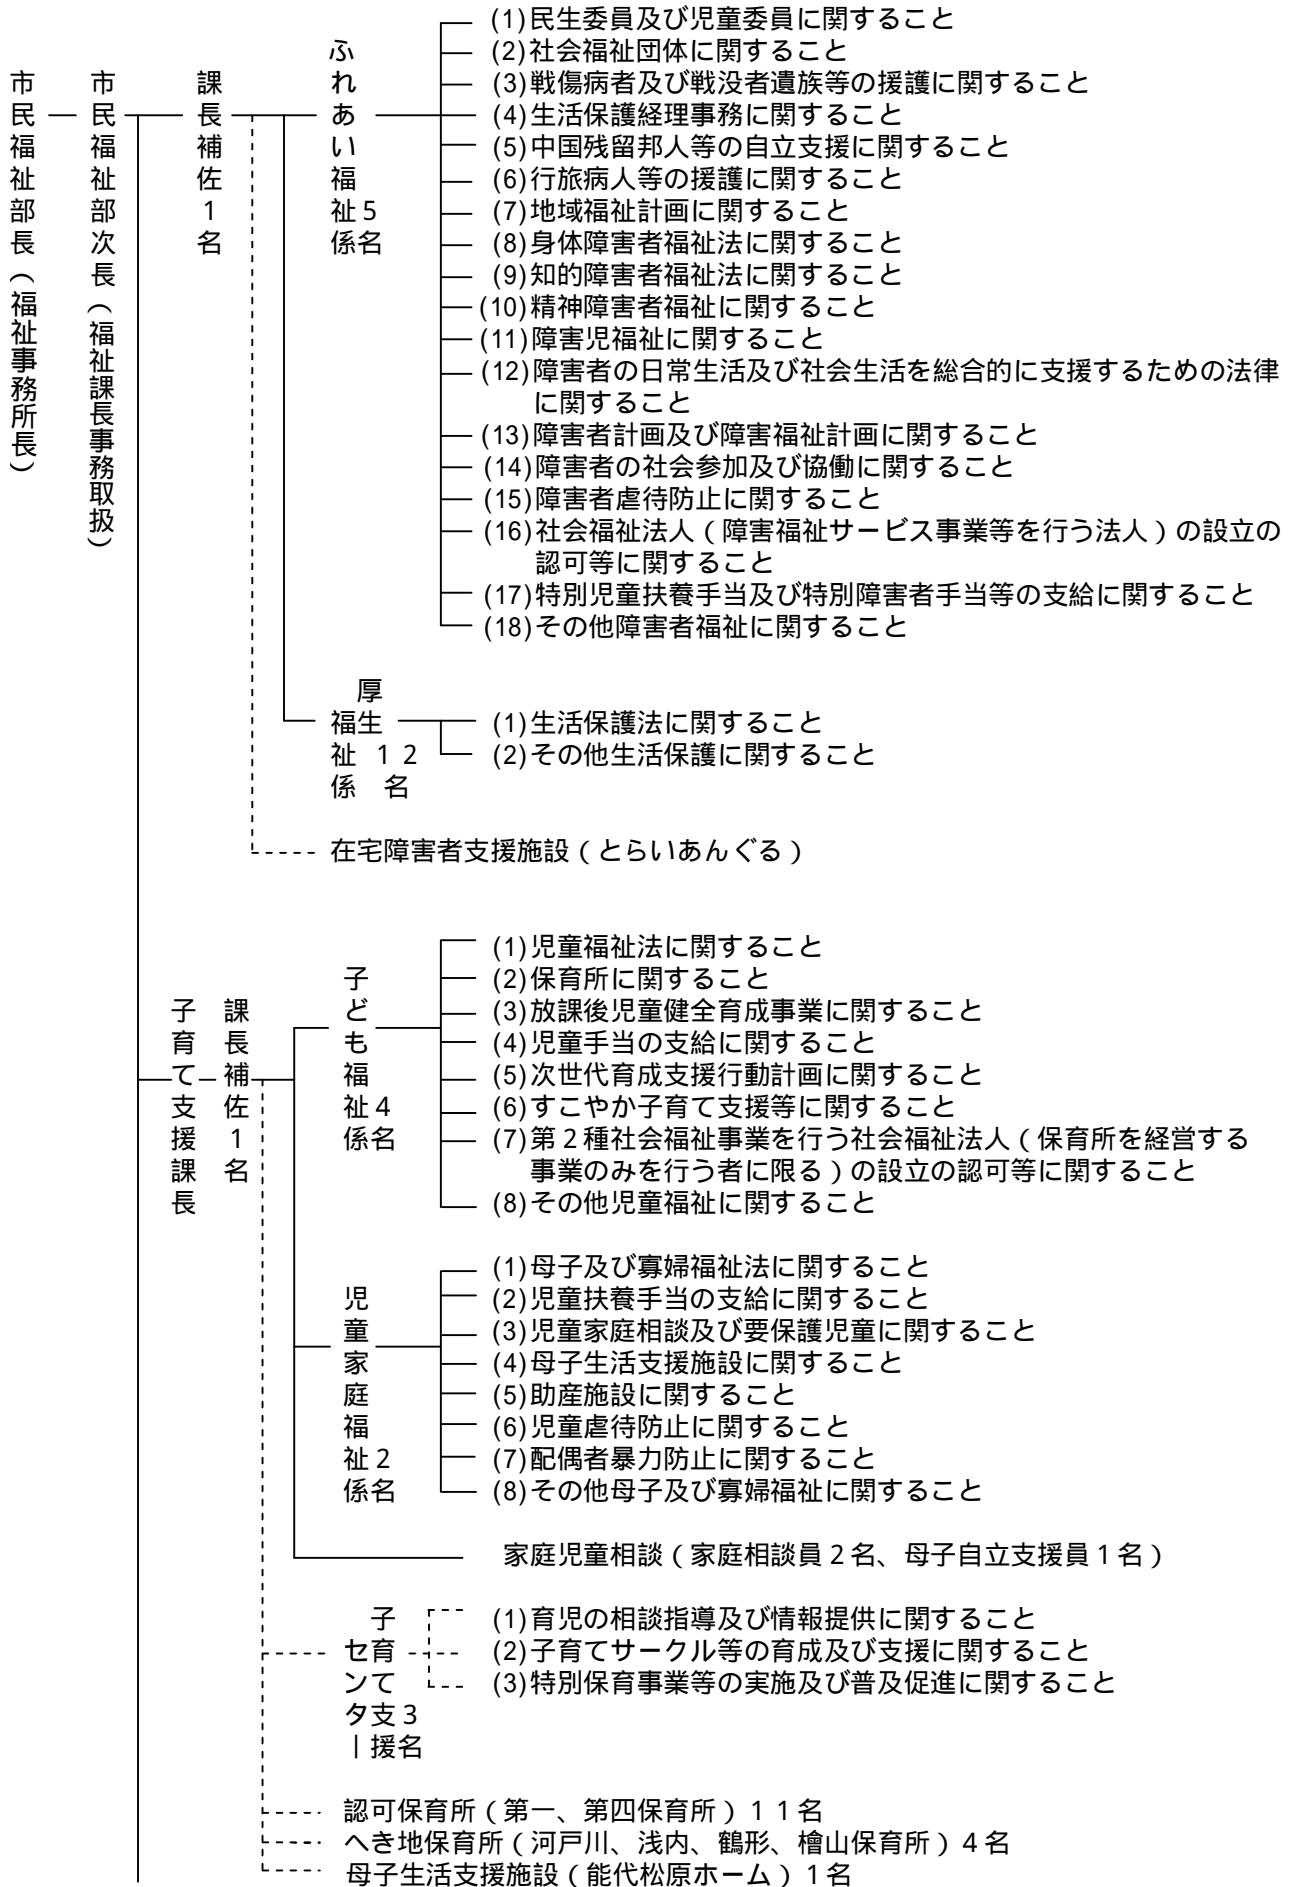 市民福祉部長（福祉事務所長）
市民福祉部次長（福祉課長事務取扱）
課長補佐1名
ふれあい福祉係
5名
(1)民生委員及び児童委員に関すること
(2)社会福祉団体に関すること
(3)戦傷病者及び戦没者遺族等の援護に関すること
(4)生活保護経理事務に関すること
(5)中国残留邦人等の自立支援に関すること
(6)行旅病人等の援護に関すること
(7)地域福祉計画に関すること
(8)身体障害者福祉法に関すること
(9)知的障害者福祉法に関すること
(10)精神障害者福祉に関すること
(11)障害児福祉に関すること
(12)障害者の日常生活及び社会生活を総合的に支援するための法律
に関すること
(13)障害者計画及び障害福祉計画に関すること
(14)障害者の社会参加及び協働に関すること
(15)障害者虐待防止に関すること
(16)社会福祉法人（障害福祉サービス事業等を行う法人）の設立の
認可等に関すること
(17)特別児童扶養手当及び特別障害者手当等の支給に関すること
(18)その他障害者福祉に関すること
厚生
福祉係
１２名
(1)生活保護法に関すること
(2)その他生活保護に関すること
在宅障害者支援施設（とらいあんぐる）
子育て支援課長
課長補佐1名
子ども福祉係
4名
(1)児童福祉法に関すること
(2)保育所に関すること
(3)放課後児童健全育成事業に関すること
(4)児童手当の支給に関すること
(5)次世代育成支援行動計画に関すること
(6)すこやか子育て支援等に関すること
(7)第２種社会福祉事業を行う社会福祉法人（保育所を経営する
事業のみを行う者に限る）の設立の認可等に関すること
(8)その他児童福祉に関すること
児童家庭福祉係
2名
(1)母子及び寡婦福祉法に関すること
(2)児童扶養手当の支給に関すること
(3)児童家庭相談及び要保護児童に関すること
(4)母子生活支援施設に関すること
(5)助産施設に関すること
(6)児童虐待防止に関すること
(7)配偶者暴力防止に関すること
(8)その他母子及び寡婦福祉に関すること
家庭児童相談（家庭相談員２名、母子自立支援員１名）
子育て支援
センター
3名
(1)育児の相談指導及び情報提供に関すること
(2)子育てサークル等の育成及び支援に関すること
(3)特別保育事業等の実施及び普及促進に関すること
認可保育所（第一、第四保育所）１１名
へき地保育所（河戸川、浅内、鶴形、檜山保育所）４名
母子生活支援施設（能代松原ホーム）１名